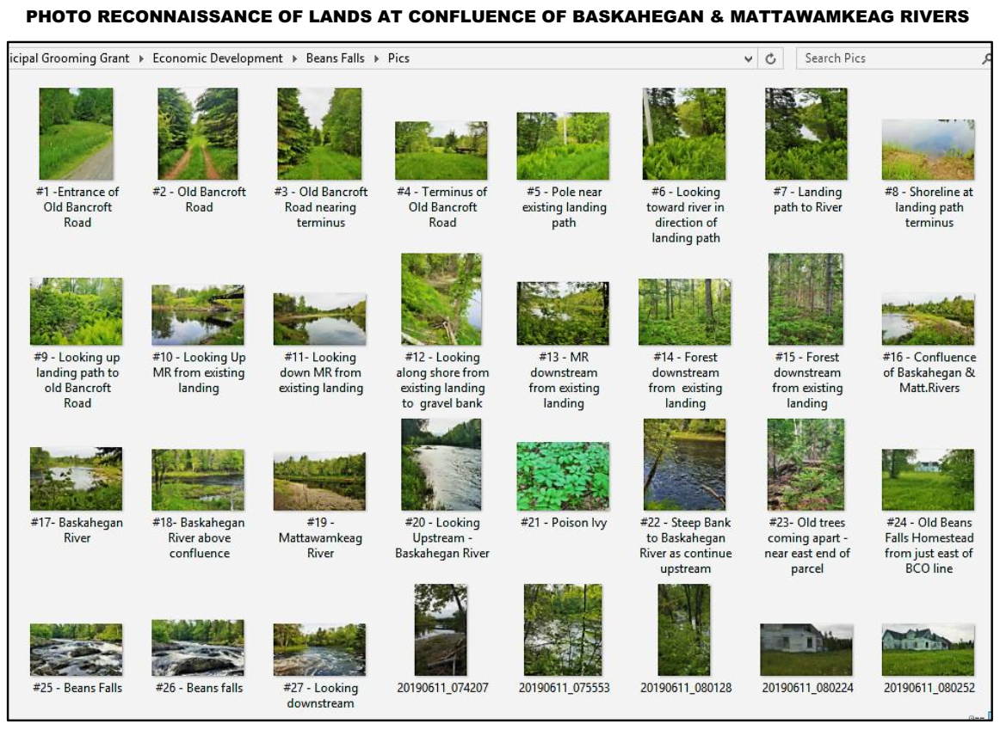 PHOTO RECONNAISSANCE OF LANDS AT CONFLUENCE OF BASKAHEGAN & MATTAWAMKEAG RIVERS
icipal Grooming Grant Economic Development Beans Falls Pics Search Pics
#1 -Entrance of
Old Bancroft
Road
#2 - Old Bancroft
Road
#3 - Old Bancroft
Road nearing
terminus
#4 - Terminus of
Old Bancroft
Road
#5 - Pole near
existing landing
path
#6 - Looking
toward river in
direction of
landing path
#7 - Landing
path to River
#8 - Shoreline at
landing path
terminus
#9 - Looking up
landing path to
old Bancroft
Road
#10 - Looking Up
MR from existing
landing
#11- Looking
down MR from
existing landing
#12 - Looking
along shore from
existing landing
to gravel bank
#13 - MR
downstream
from existing
landing
#14 - Forest
downstream
from existing
landing
#15 - Forest
downstream
from existing
landing
#16 - Confluence
of Baskahegan &
Matt.Rivers
#17- Baskahegan
River
#18- Baskahegan
River above
confluence
#19 -
Mattawamkeag
River
#20 - Looking
Upstream -
Baskahegan River
#21 - Poison Ivy
#22 - Steep Bank
to Baskahegan
River as continue
upstream
#23- Old trees
coming apart -
near east end of
parcel
#24 - Old Beans
Falls Homestead
from just east of
BCO line
#25 - Beans Falls
#26 - Beans falls
#27 - Looking
downstream
20190611_074207
20190611_075553
20190611_080128
20190611_080224
20190611_080252